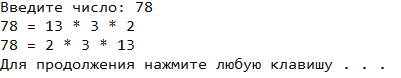 Введите число: 78
78 = 13 * 3 * 2
78 = 2 * 3 * 13
Для продолжения нажмите любую клавишу . . .